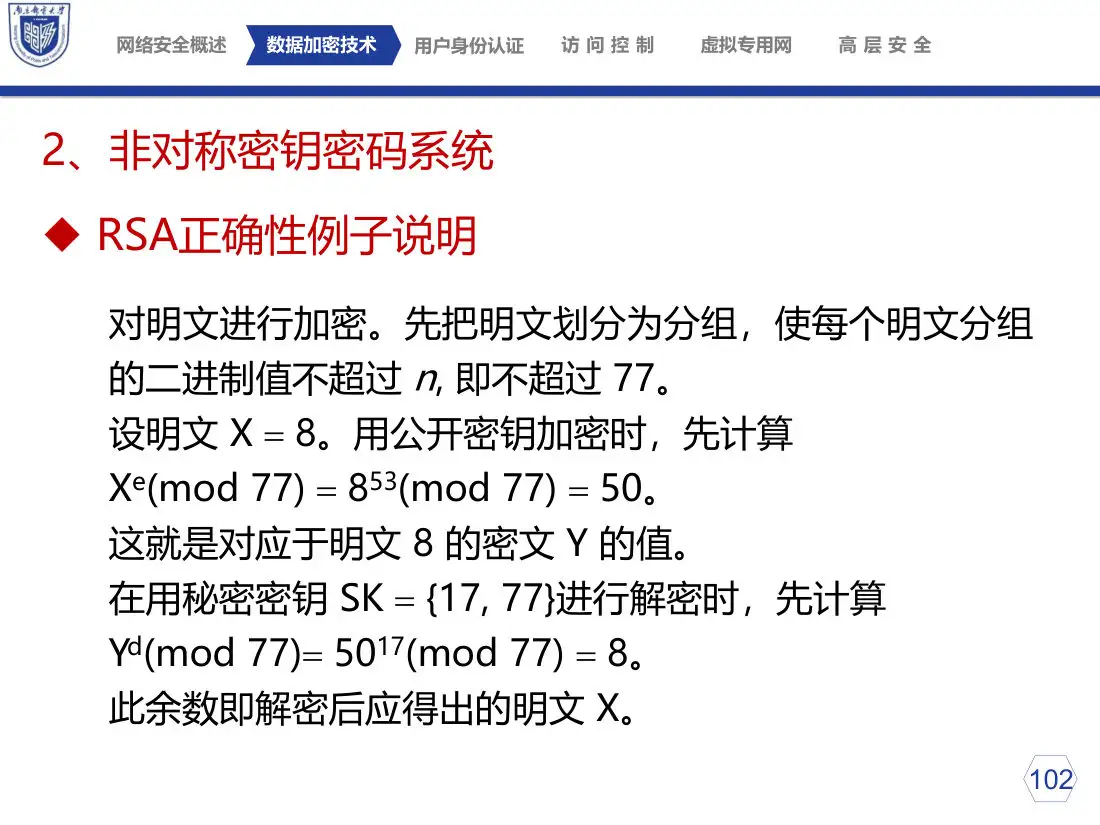 网络安全概述 数据加密技术 用户身份认证 访问控制 虚拟专用网 高层安全
2、非对称密钥密码系统
◆ RSA正确性例子说明
对明文进行加密。先把明文划分为分组，使每个明文分组
的二进制值不超过 n, 即不超过 77。
设明文 X = 8。用公开密钥加密时，先计算
Xᵉ(mod 77) = 8⁵³(mod 77) = 50。
这就是对应于明文 8 的密文 Y 的值。
在用秘密密钥 SK = {17, 77}进行解密时，先计算
Yᵈ(mod 77)= 50¹⁷(mod 77) = 8。
此余数即解密后应得出的明文 X。
102